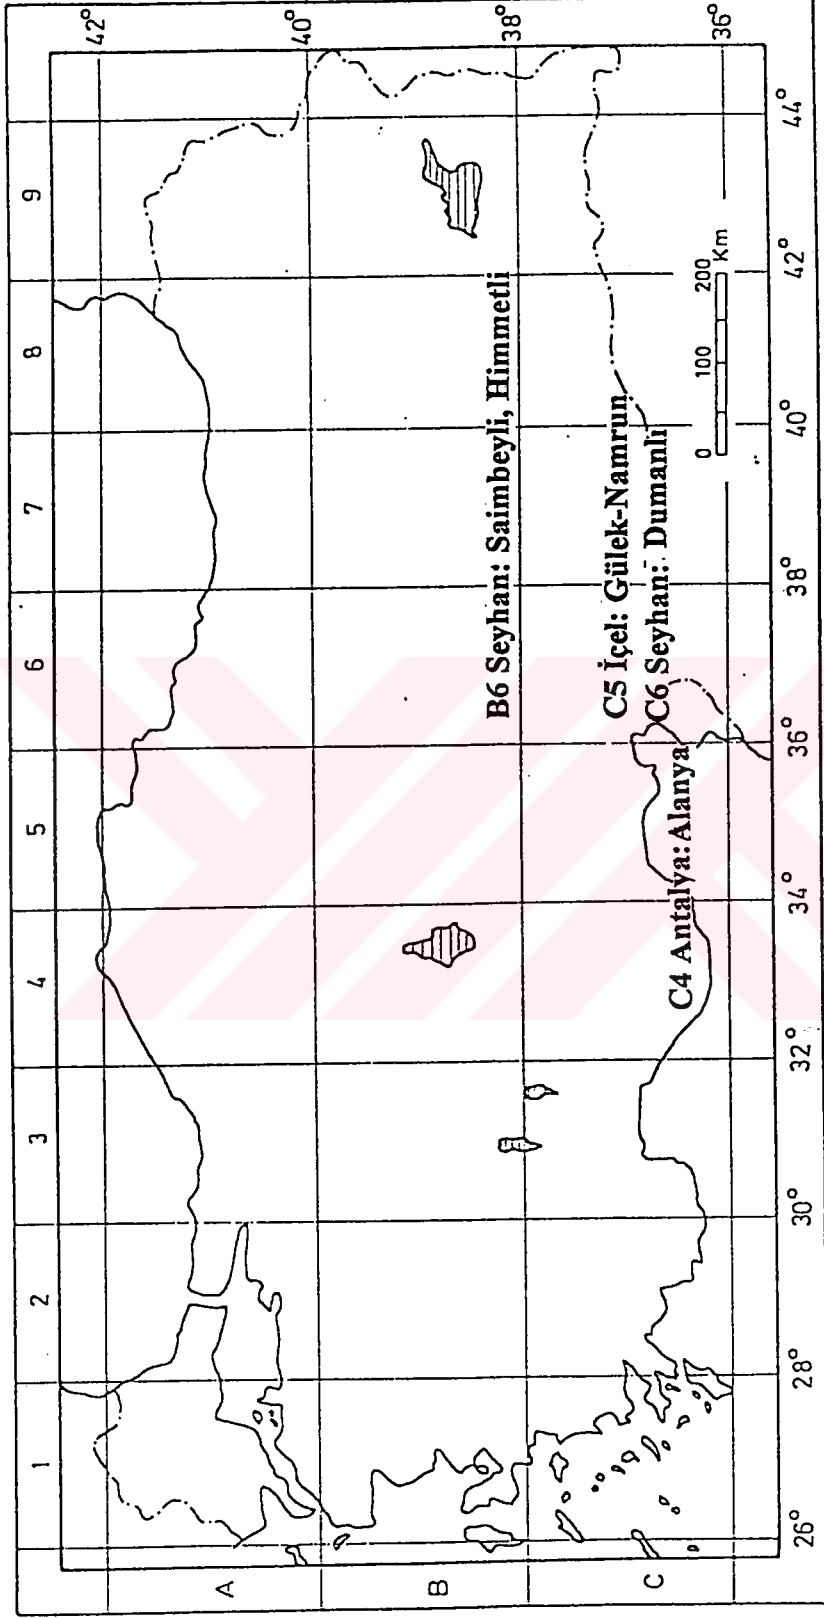 1 2 3 4 5 6 7 8 9
42°
A
40°
B
B6 Seyhan: Saimbeyli, Himmetli
38°
C5 İçel: Gülek-Namrun
C6 Seyhan: Dumanlı
C4 Antalya: Alanya
C
0 100 200
Km
36°
26° 28° 30° 32° 34° 36° 38° 40° 42° 44°